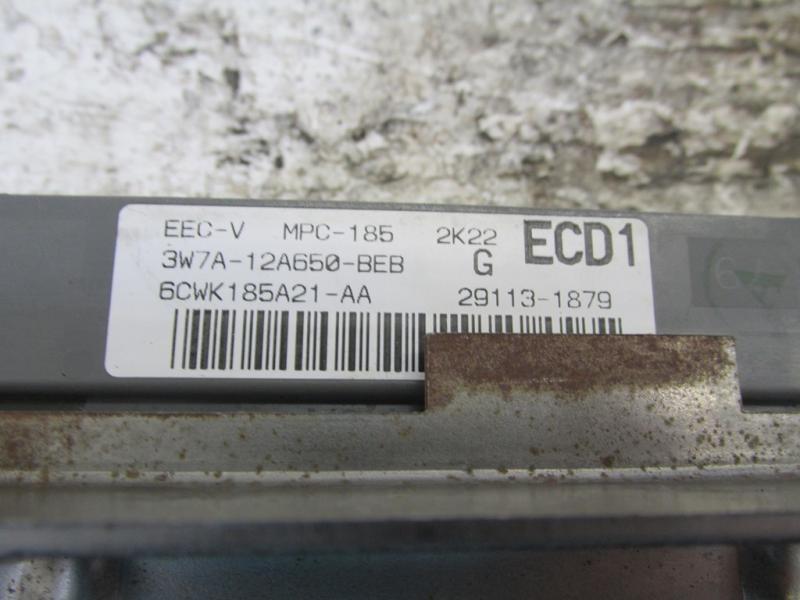 EEC-V MPC-185 2K22 ECD1
3W7A-12A650-BEB G
6CWK185A21-AA 29113-1879